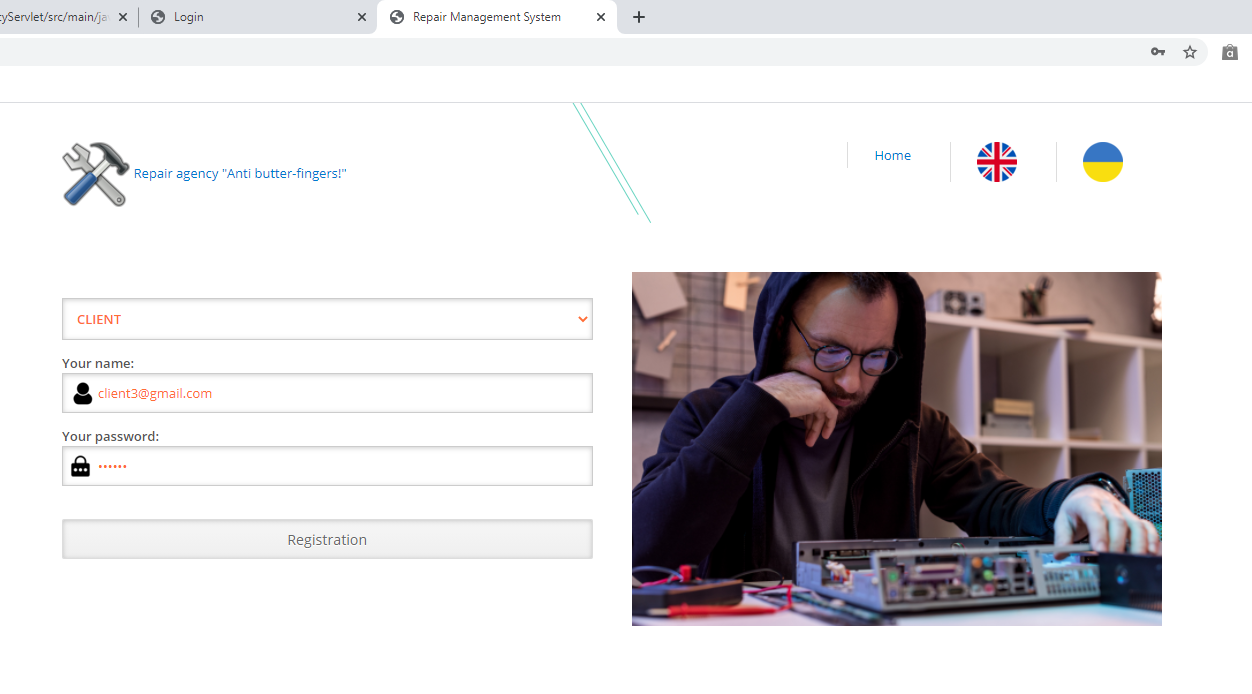 yServlet/src/main/ja
Login
Repair Management System
Repair agency "Anti butter-fingers!"
Home
CLIENT
Your name:
client3@gmail.com
Your password:
••••••
Registration